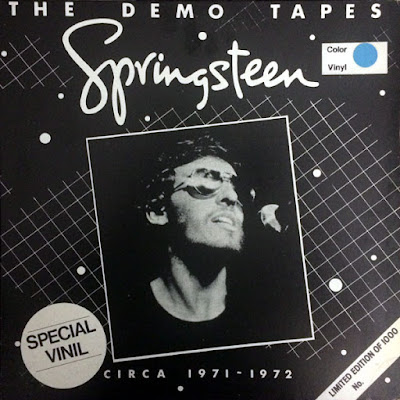 THE DEMO TAPES
Springsteen
Color
Vinyl
SPECIAL
VINIL
CIRCA 1971-1972
LIMITED EDITION OF 1000
No.